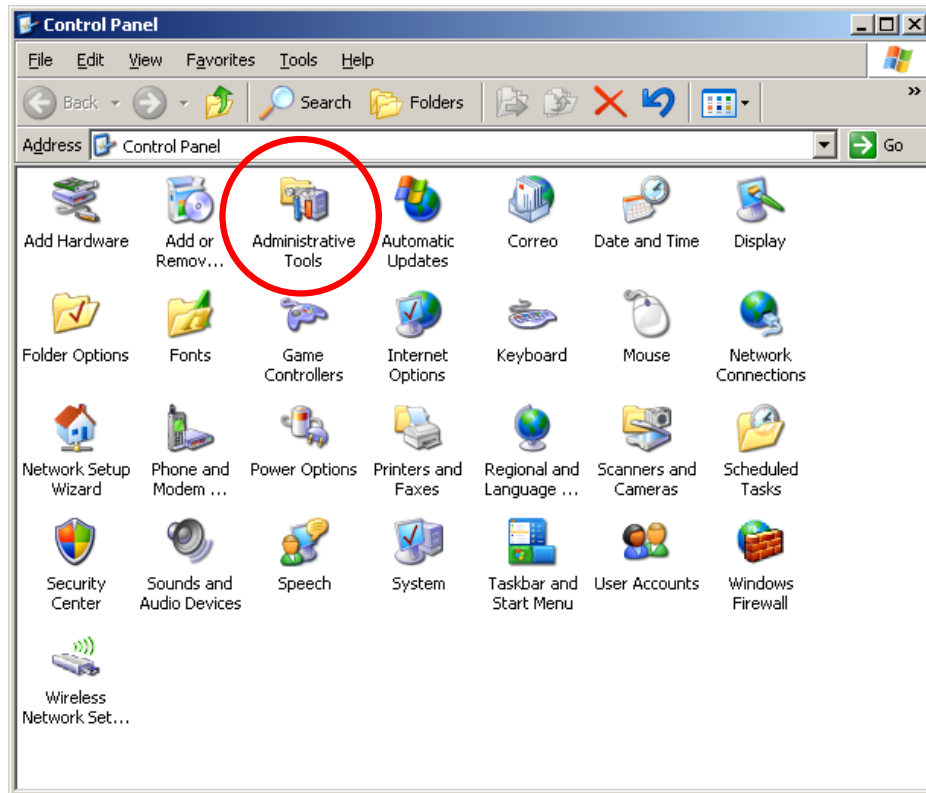 Control Panel
File Edit View Favorites Tools Help
Back Search Folders »
Address Control Panel Go
Add Hardware
Add or
Remov...
Administrative
Tools
Automatic
Updates
Correo
Date and Time
Display
Folder Options
Fonts
Game
Controllers
Internet
Options
Keyboard
Mouse
Network
Connections
Network Setup
Wizard
Phone and
Modem ...
Power Options
Printers and
Faxes
Regional and
Language ...
Scanners and
Cameras
Scheduled
Tasks
Security
Center
Sounds and
Audio Devices
Speech
System
Taskbar and
Start Menu
User Accounts
Windows
Firewall
Wireless
Network Set...